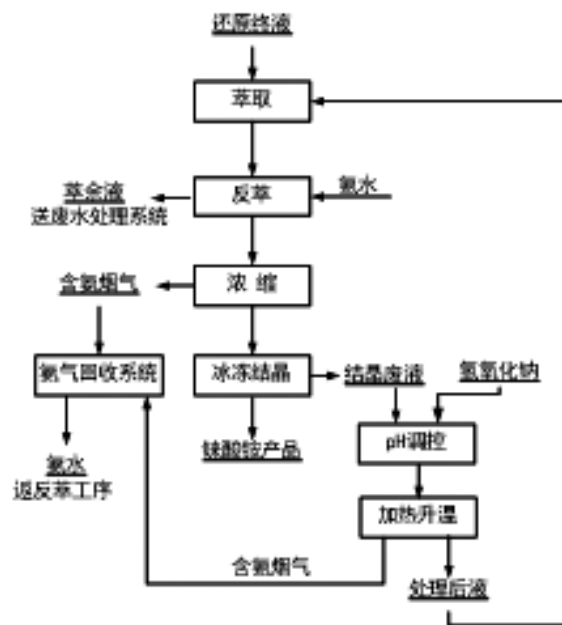 还原终液
萃取
萃余液
送废水处理系统
反萃
氨水
含氨烟气
浓 缩
氨气回收系统
冰冻结晶
结晶废液
氢氧化钠
pH调控
铼酸铵产品
氨水
返反萃工序
加热升温
含氨烟气
处理后液